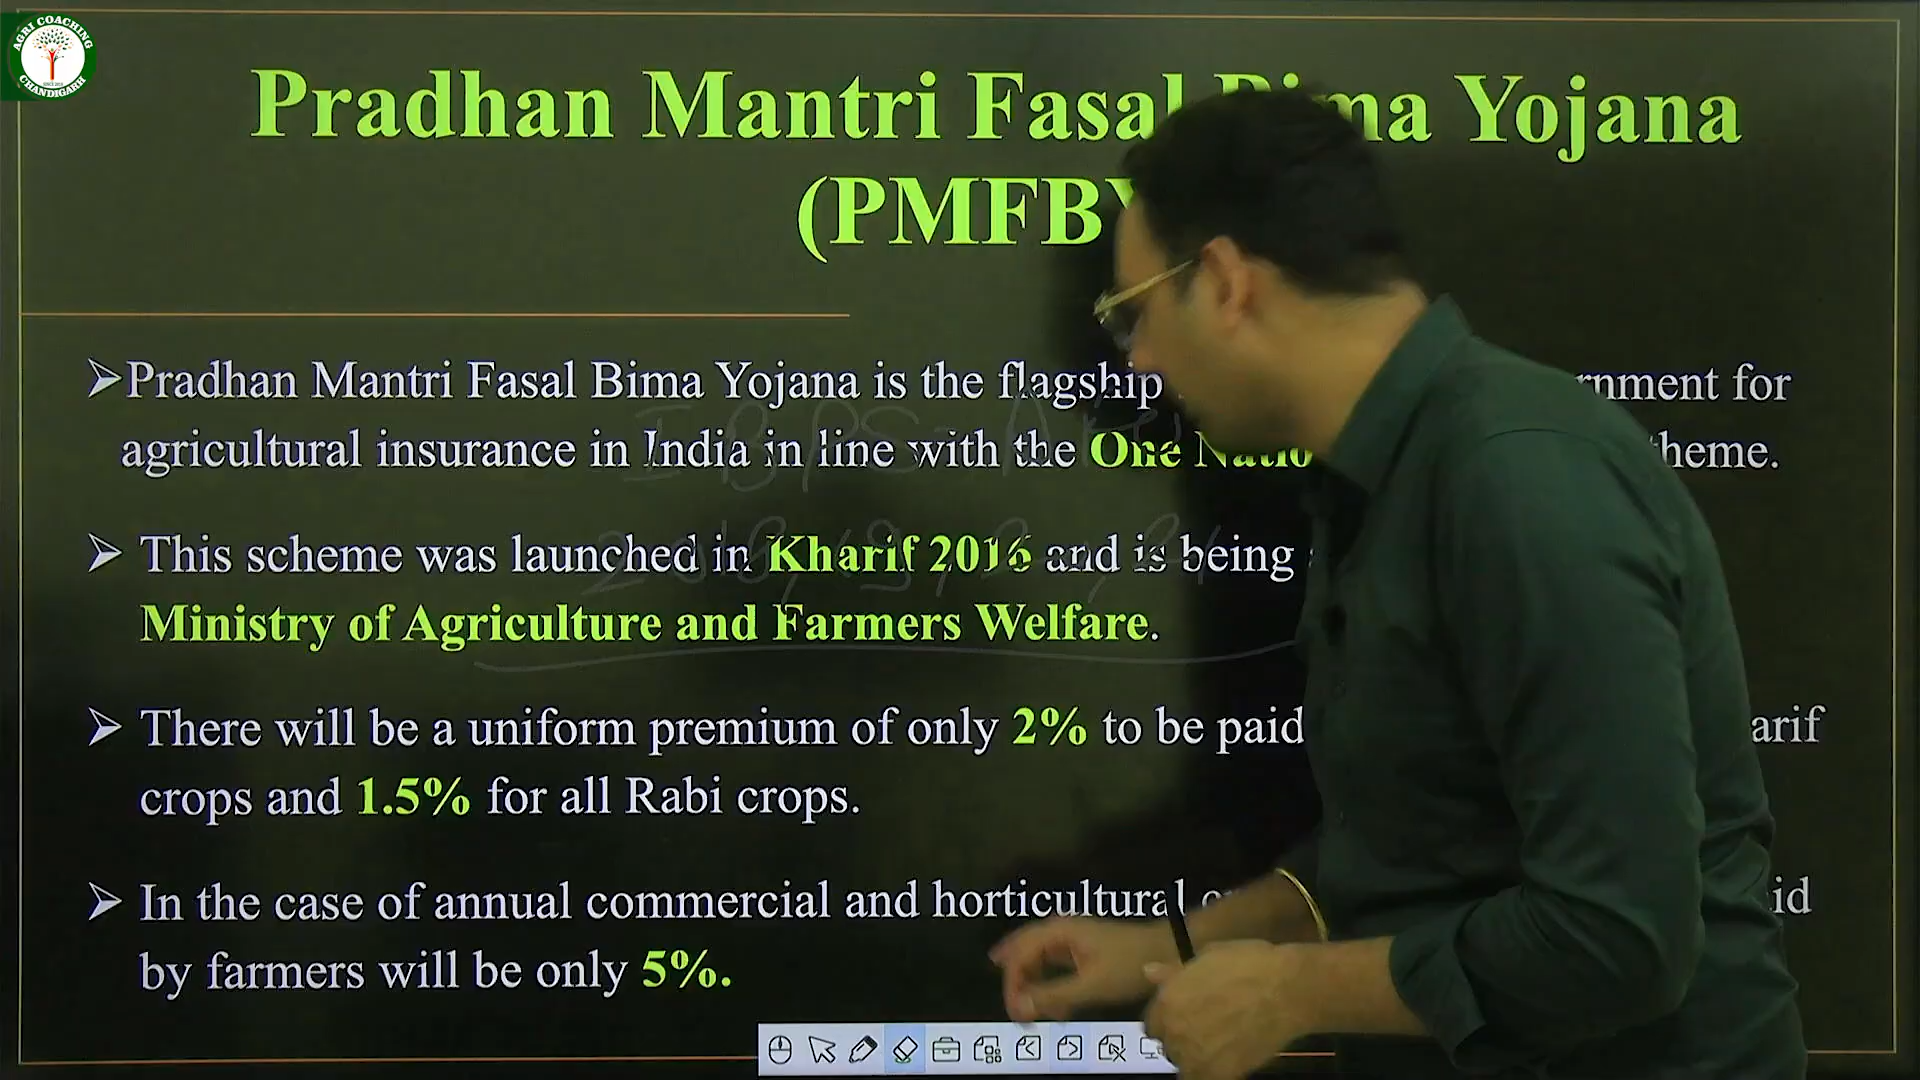 AGRI COACHING
CHANDIGARH
Pradhan Mantri Fasal Bima Yojana
(PMFBY
Pradhan Mantri Fasal Bima Yojana is the flagship rnment for
agricultural insurance in India in line with the One Natio heme.
This scheme was launched in Kharif 2016 and is being
Ministry of Agriculture and Farmers Welfare.
There will be a uniform premium of only 2% to be paid arif
crops and 1.5% for all Rabi crops.
In the case of annual commercial and horticultural id
by farmers will be only 5%.